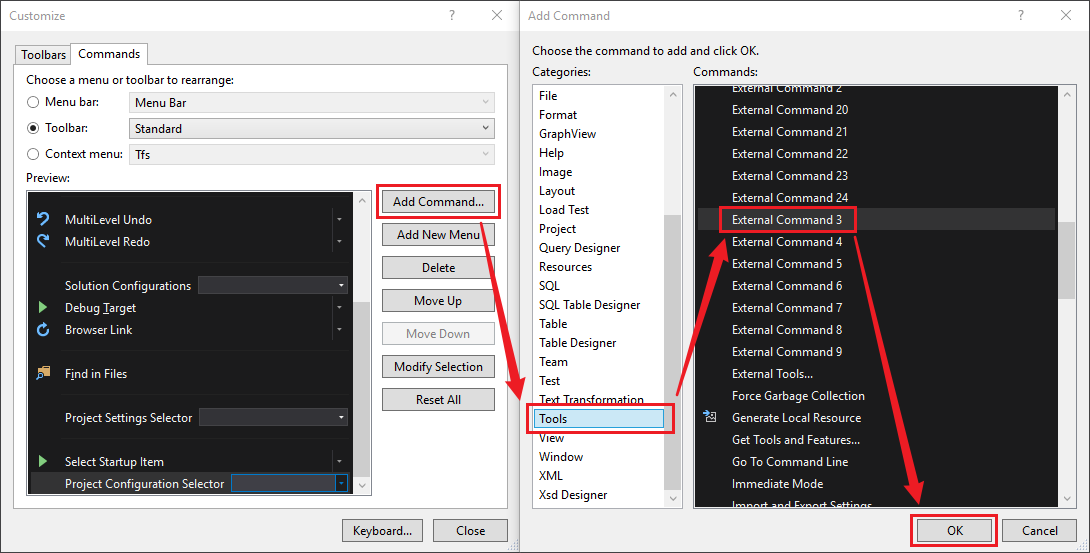 Customize
?
Toolbars
Commands
Choose a menu or toolbar to rearrange:
Menu bar:
Menu Bar
Toolbar:
Standard
Context menu:
Tfs
Preview:
MultiLevel Undo
MultiLevel Redo
Solution Configurations
Debug Target
Browser Link
Find in Files
Project Settings Selector
Select Startup Item
Project Configuration Selector
Add Command...
Add New Menu
Delete
Move Up
Move Down
Modify Selection
Reset All
Keyboard...
Close
Add Command
?
Choose the command to add and click OK.
Categories:
File
Format
GraphView
Help
Image
Layout
Load Test
Project
Query Designer
Resources
SQL
SQL Table Designer
Table
Table Designer
Team
Test
Text Transformation
Tools
View
Window
XML
Xsd Designer
Commands:
External Command 2
External Command 20
External Command 21
External Command 22
External Command 23
External Command 24
External Command 3
External Command 4
External Command 5
External Command 6
External Command 7
External Command 8
External Command 9
External Tools...
Force Garbage Collection
Generate Local Resource
Get Tools and Features...
Go To Command Line
Immediate Mode
Import and Export Settings
OK
Cancel